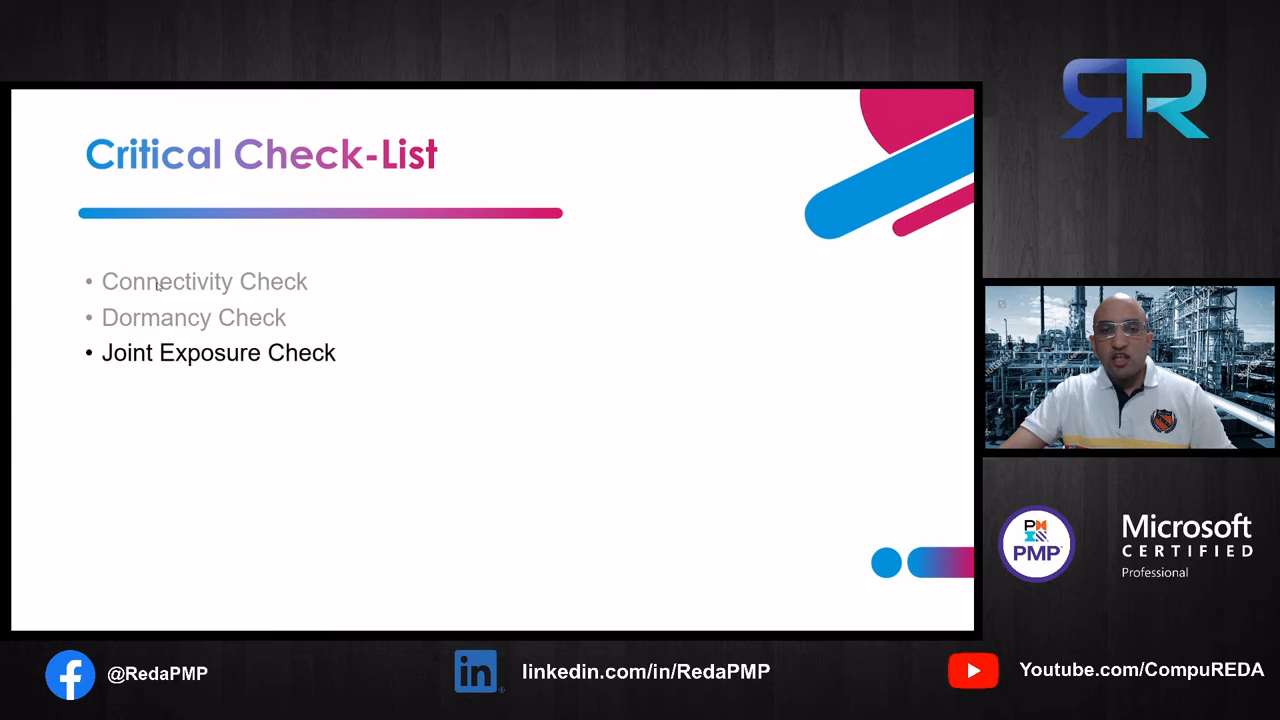 Critical Check-List
• Connectivity Check
• Dormancy Check
• Joint Exposure Check
PMP
Microsoft
CERTIFIED
Professional
@RedaPMP
linkedin.com/in/RedaPMP
Youtube.com/CompuREDA